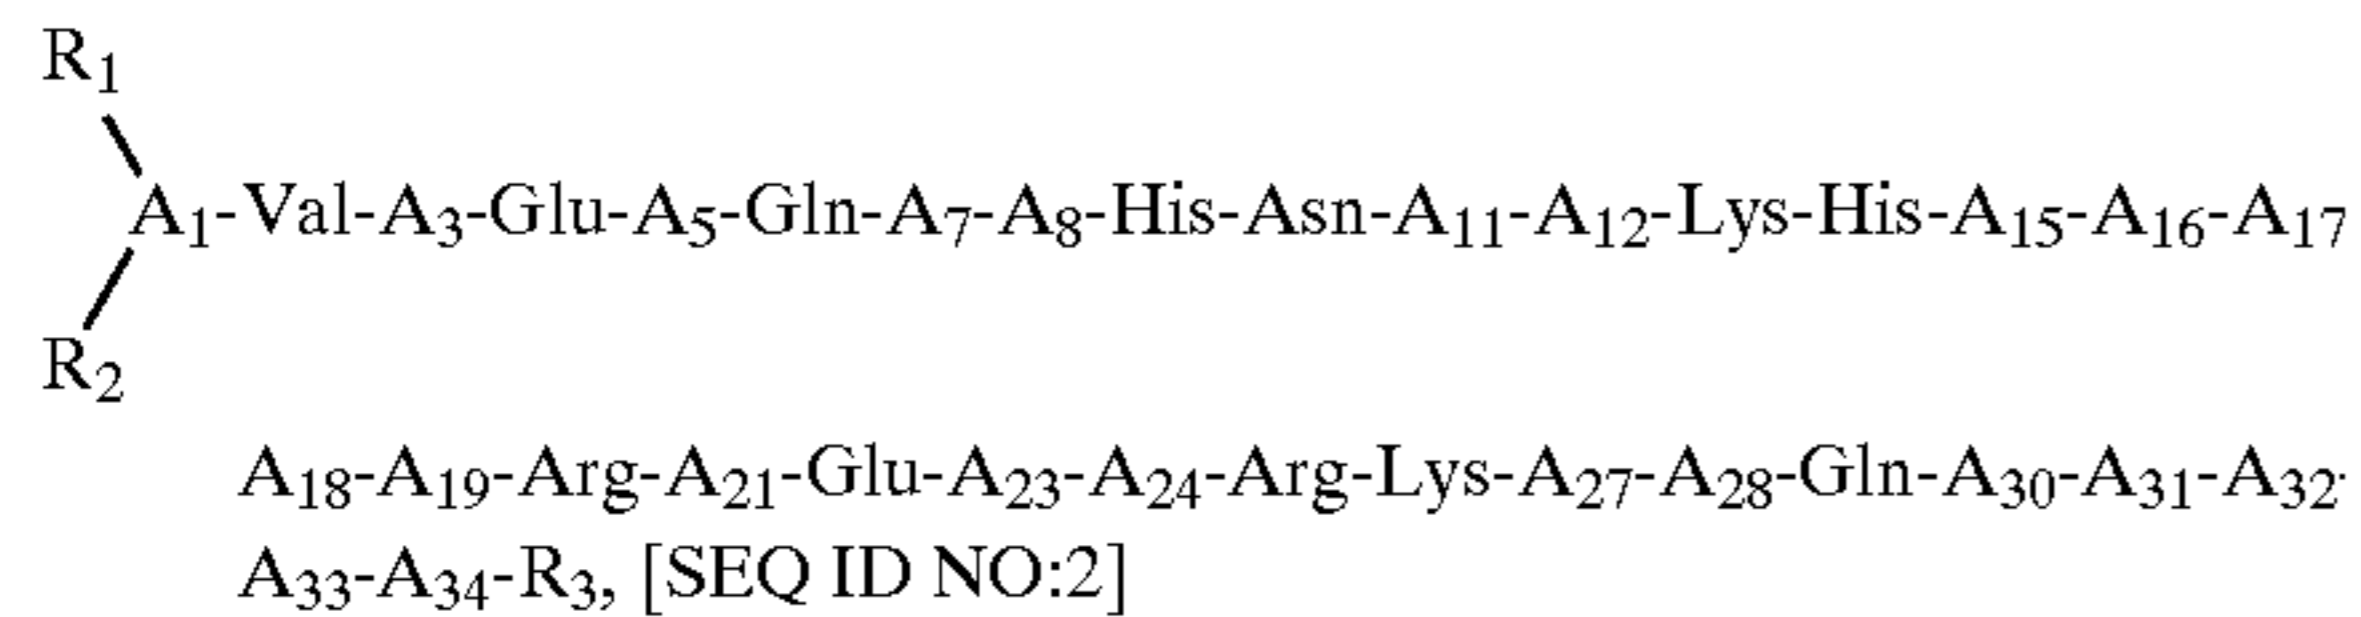 R₁
A₁-Val-A₃-Glu-A₅-Gln-A₇-A₈-His-Asn-A₁₁-A₁₂-Lys-His-A₁₅-A₁₆-A₁₇
R₂
A₁₈-A₁₉-Arg-A₂₁-Glu-A₂₃-A₂₄-Arg-Lys-A₂₇-A₂₈-Gln-A₃₀-A₃₁-A₃₂-
A₃₃-A₃₄-R₃, [SEQ ID NO:2]